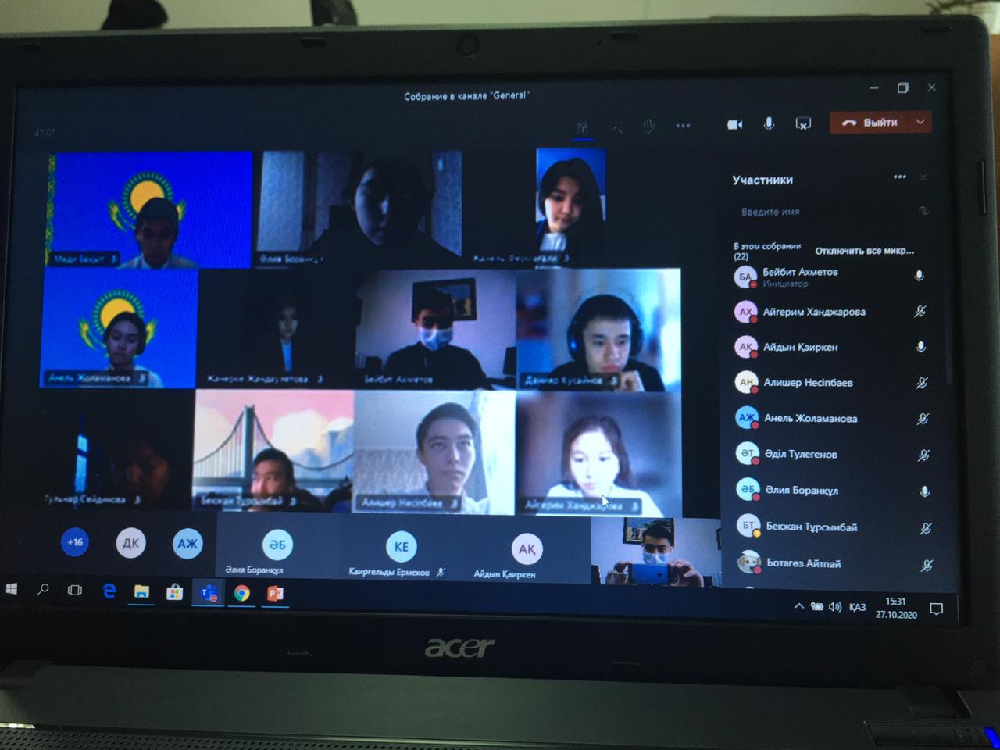 Собрание в канале "General"
47:07
Выйти
Участники
Введите имя
В этом собрании
(22)
Отключить все микр...
БА
Бейбит Ахметов
Инициатор
АХ
Айгерим Ханджарова
АҚ
Айдын Қаиркен
АН
Алишер Несіпбаев
АЖ
Анель Жоламанова
ӘТ
Әділ Тулегенов
ӘБ
Әлия Боранқұл
БТ
Бекжан Тұрсынбай
Ботагөз Айтпай
Мади Бақыт
Әлия Боранқұл
Жанель
Анель Жоламанова
Жанерке Жандаулетова
Бейбит Ахметов
Данияр Кусайнов
Гульнар Сейдинова
Бекжан Тұрсынбай
Алишер Несіпбаев
Айгерим Ханджарова
+16
ДК
АЖ
ӘБ
Әлия Боранқұл
КЕ
Каиргельды Ермеков
АҚ
Айдын Қаиркен
ҚАЗ
15:31
27.10.2020
acer